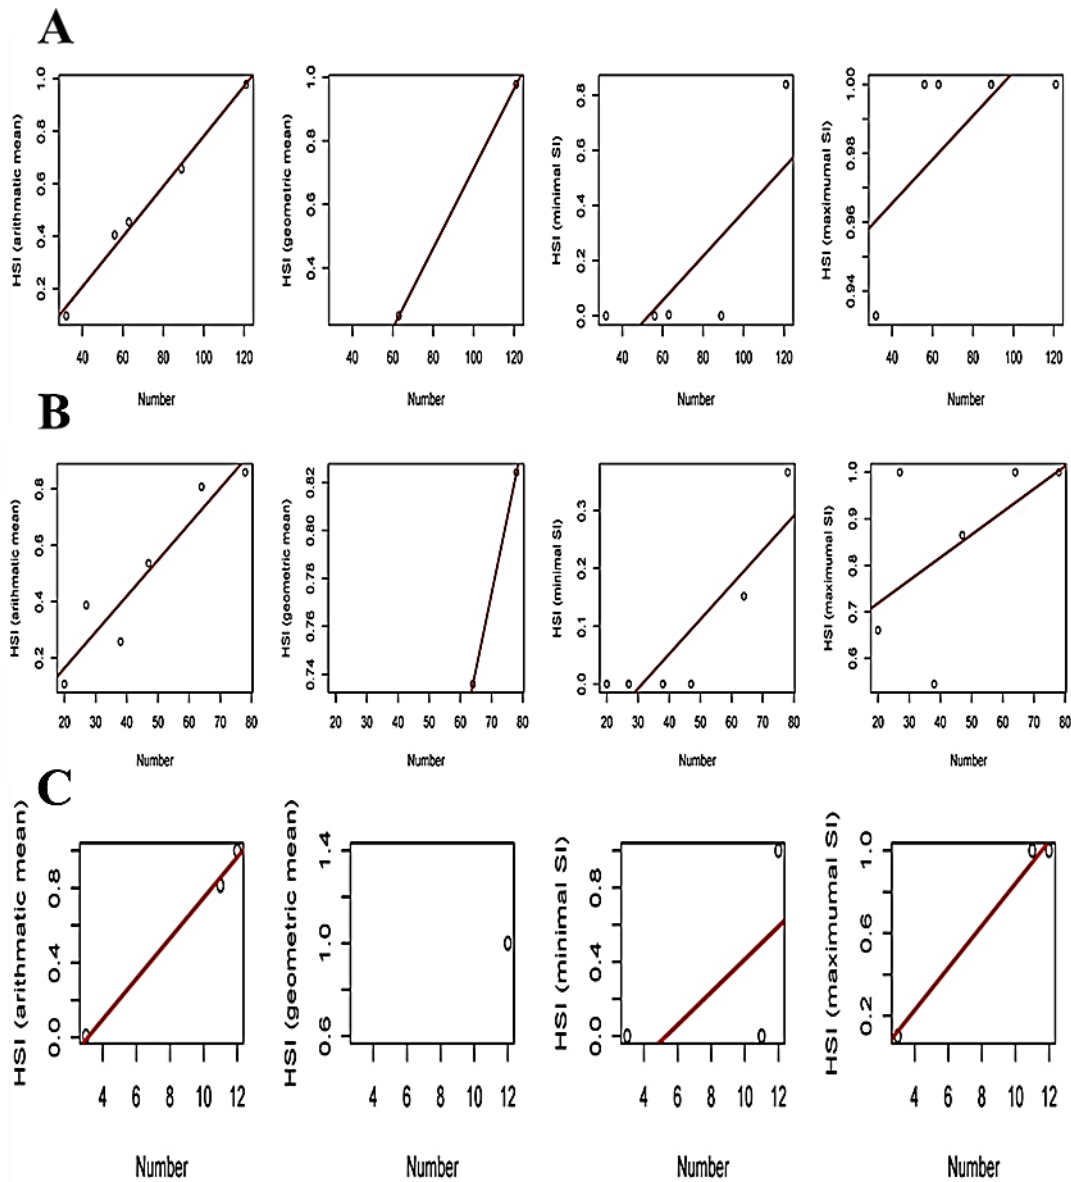 A
HSI (arithmatic mean)
0.2 0.4 0.6 0.8 1.0
40 60 80 100 120
Number
HSI (geometric mean)
0.4 0.6 0.8 1.0
40 60 80 100 120
Number
HSI (minimal SI)
0.0 0.2 0.4 0.6 0.8
40 60 80 100 120
Number
HSI (maximumal SI)
0.94 0.96 0.98 1.00
40 60 80 100 120
Number
B
HSI (arithmatic mean)
0.2 0.4 0.6 0.8
20 30 40 50 60 70 80
Number
HSI (geometric mean)
0.74 0.76 0.78 0.80 0.82
20 30 40 50 60 70 80
Number
HSI (minimal SI)
0.0 0.1 0.2 0.3
20 30 40 50 60 70 80
Number
HSI (maximumal SI)
0.6 0.7 0.8 0.9 1.0
20 30 40 50 60 70 80
Number
C
HSI (arithmatic mean)
0.0 0.4 0.8
4 6 8 10 12
Number
HSI (geometric mean)
0.6 1.0 1.4
4 6 8 10 12
Number
HSI (minimal SI)
0.0 0.4 0.8
4 6 8 10 12
Number
HSI (maximumal SI)
0.2 0.6 1.0
4 6 8 10 12
Number